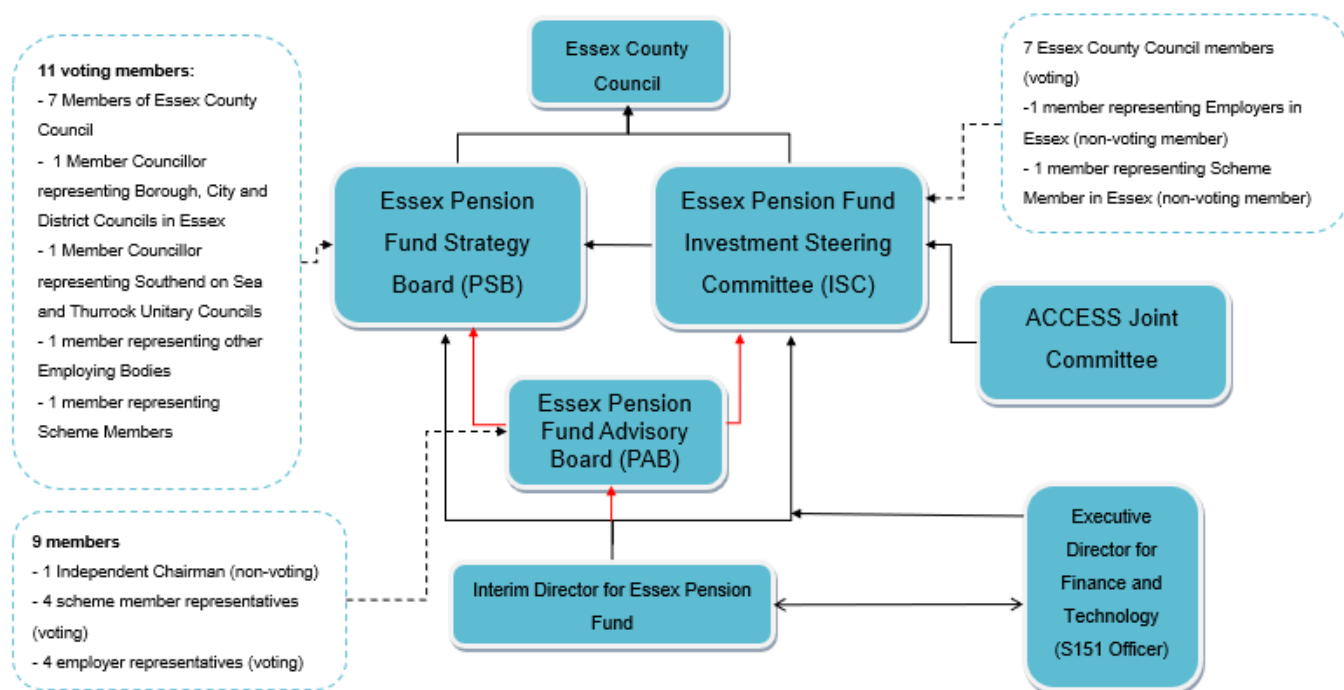 Essex County
Council
11 voting members:
- 7 Members of Essex County
Council
- 1 Member Councillor
representing Borough, City and
District Councils in Essex
- 1 Member Councillor
representing Southend on Sea
and Thurrock Unitary Councils
- 1 member representing other
Employing Bodies
- 1 member representing
Scheme Members
7 Essex County Council members
(voting)
-1 member representing Employers in
Essex (non-voting member)
- 1 member representing Scheme
Member in Essex (non-voting member)
Essex Pension
Fund Strategy
Board (PSB)
Essex Pension Fund
Investment Steering
Committee (ISC)
ACCESS Joint
Committee
Essex Pension
Fund Advisory
Board (PAB)
9 members
- 1 Independent Chairman (non-voting)
- 4 scheme member representatives
(voting)
- 4 employer representatives (voting)
Interim Director for Essex Pension
Fund
Executive
Director for
Finance and
Technology
(S151 Officer)